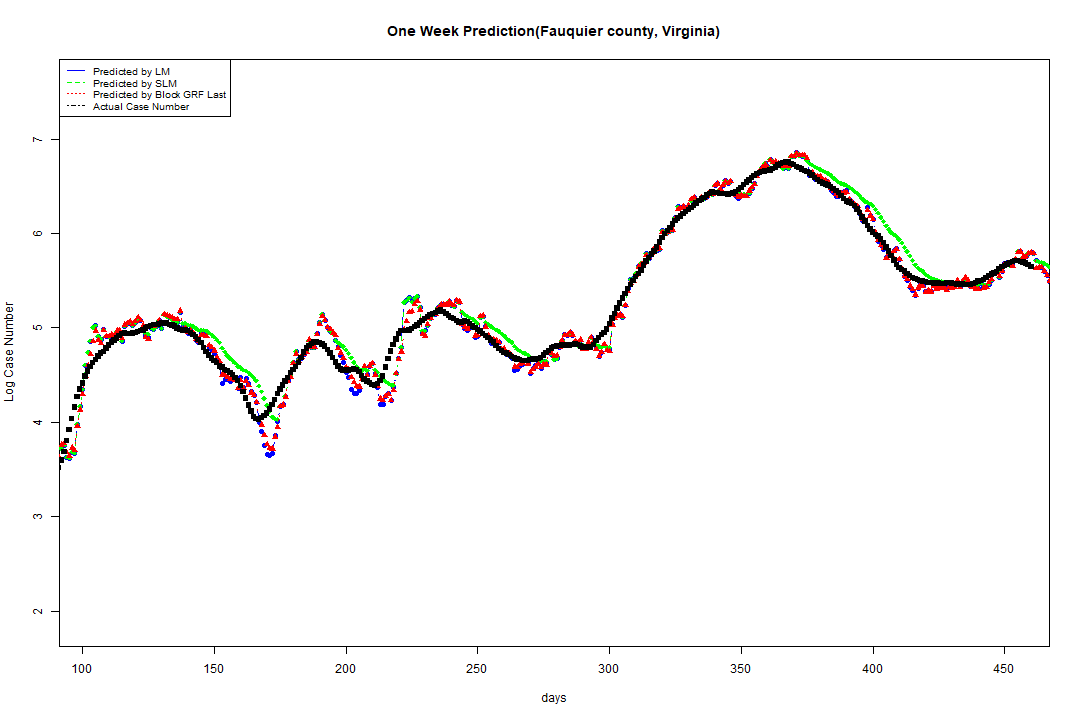 One Week Prediction(Fauquier county, Virginia)
Predicted by LM
Predicted by SLM
Predicted by Block GRF Last
Actual Case Number
Log Case Number
7
6
5
4
3
2
100 150 200 250 300 350 400 450
days